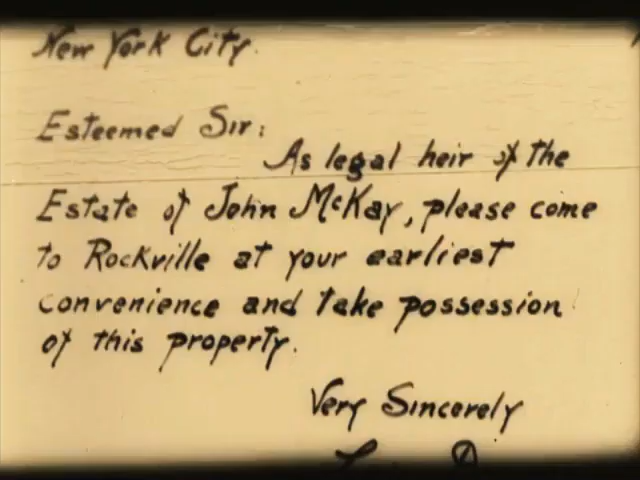 New York City.
Esteemed Sir:
As legal heir of the
Estate of John McKay, please come
to Rockville at your earliest
convenience and take possession
of this property.
Very Sincerely